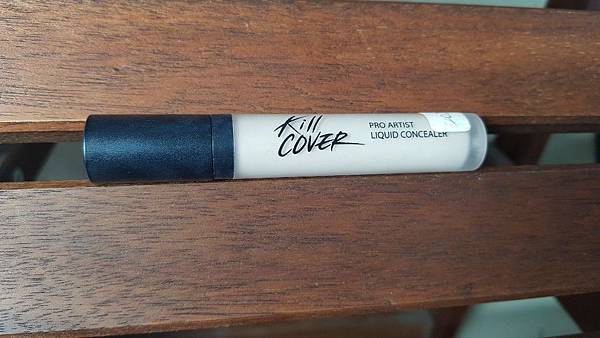 Kill
COVER
PRO ARTIST
LIQUID CONCEALER